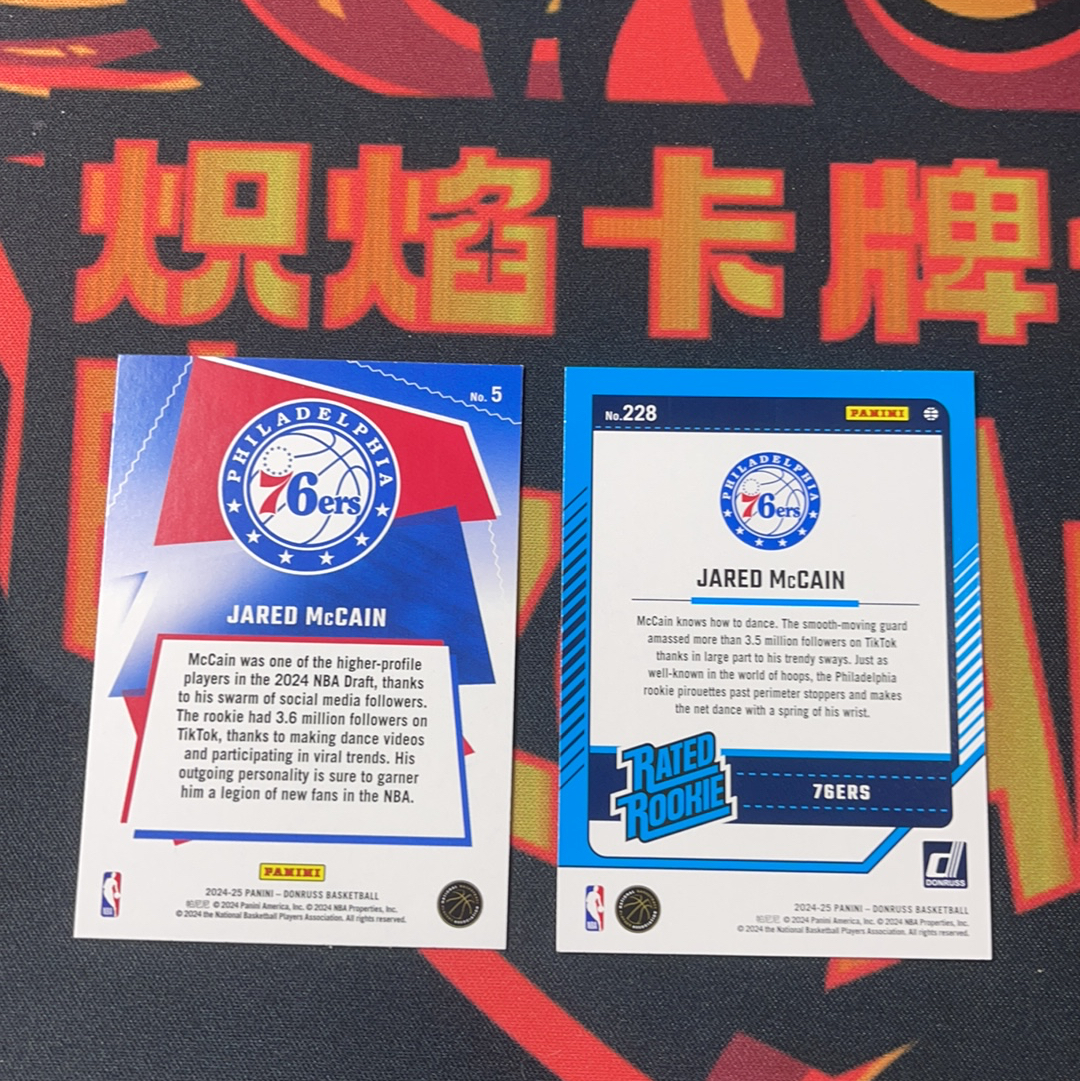 炽焰卡牌
No. 5
PHILADELPHIA
76ers
JARED McCAIN
McCain was one of the higher-profile
players in the 2024 NBA Draft, thanks
to his swarm of social media followers.
The rookie had 3.6 million followers on
TikTok, thanks to making dance videos
and participating in viral trends. His
outgoing personality is sure to garner
him a legion of new fans in the NBA.
PANINI
2024-25 PANINI – DONRUSS BASKETBALL
帕尼尼 © 2024 Panini America, Inc. © 2024 NBA Properties, Inc.
© 2024 the National Basketball Players Association. All rights reserved.
NBA
No. 228
PANINI
PHILADELPHIA
76ers
JARED McCAIN
McCain knows how to dance. The smooth-moving guard
amassed more than 3.5 million followers on TikTok
thanks in large part to his trendy sways. Just as
well-known in the world of hoops, the Philadelphia
rookie pirouettes past perimeter stoppers and makes
the net dance with a spring of his wrist.
RATED
ROOKIE
76ERS
d
DONRUSS
NBA
2024-25 PANINI – DONRUSS BASKETBALL
帕尼尼 © 2024 Panini America, Inc. © 2024 NBA Properties, Inc.
© 2024 the National Basketball Players Association. All rights reserved.